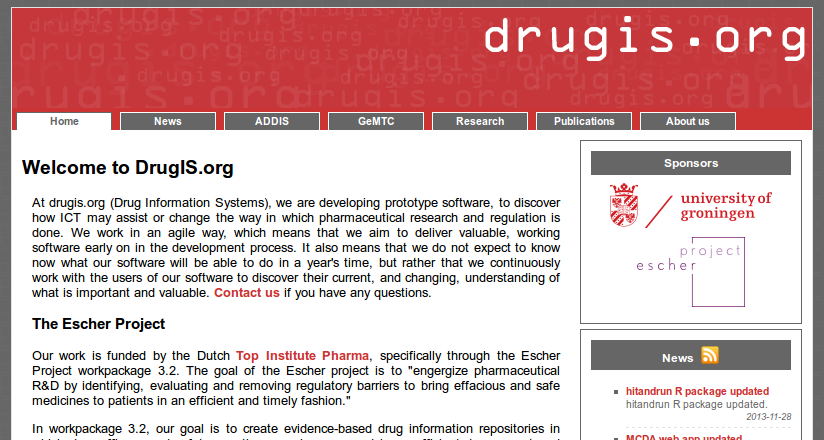 drugis.org
Home News ADDIS GeMTC Research Publications About us
Welcome to DrugIS.org
At drugis.org (Drug Information Systems), we are developing prototype software, to discover
how ICT may assist or change the way in which pharmaceutical research and regulation is
done. We work in an agile way, which means that we aim to deliver valuable, working
software early on in the development process. It also means that we do not expect to know
now what our software will be able to do in a year's time, but rather that we continuously
work with the users of our software to discover their current, and changing, understanding of
what is important and valuable. Contact us if you have any questions.
The Escher Project
Our work is funded by the Dutch Top Institute Pharma, specifically through the Escher
Project workpackage 3.2. The goal of the Escher project is to "engergize pharmaceutical
R&D by identifying, evaluating and removing regulatory barriers to bring effacious and safe
medicines to patients in an efficient and timely fashion."
In workpackage 3.2, our goal is to create evidence-based drug information repositories in
Sponsors
university of
groningen
project
escher
News
hitandrun R package updated
hitandrun R package updated.
2013-11-28
MCDA web app updated